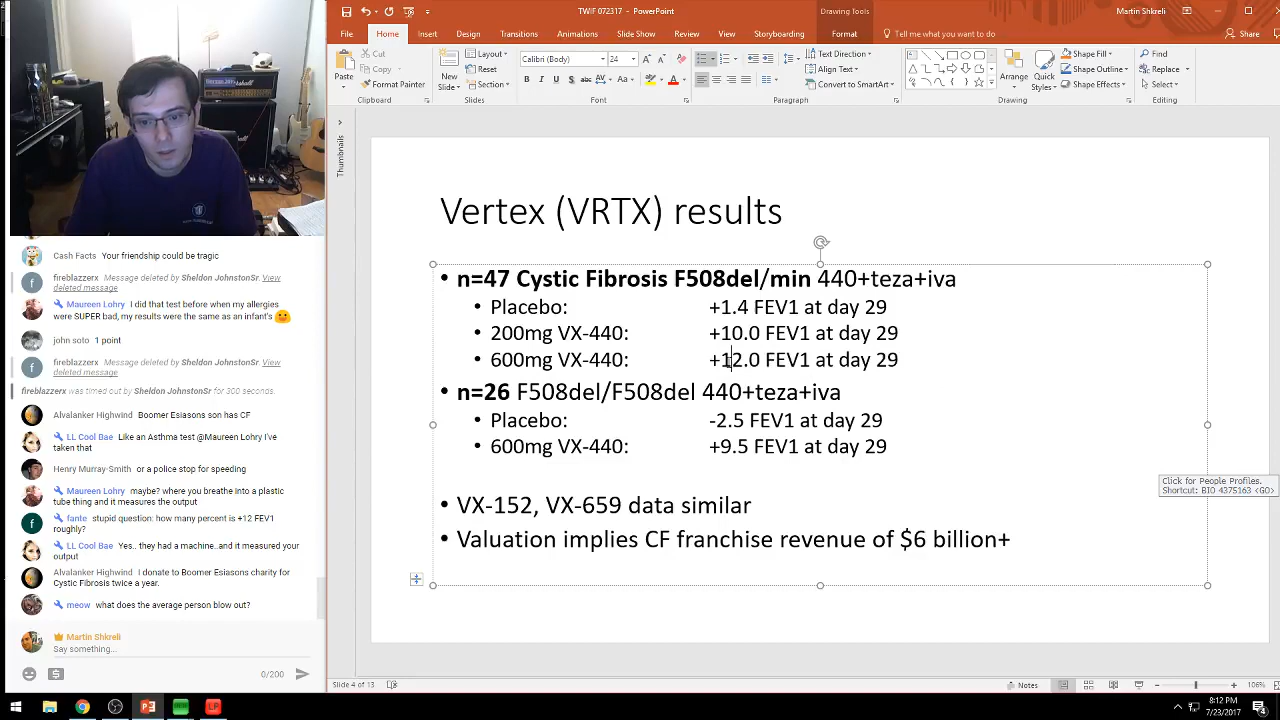 TWIF 072317 - PowerPoint
Drawing Tools
Martin Shkreli
File
Home
Insert
Design
Transitions
Animations
Slide Show
Review
View
Storyboarding
Format
Tell me what you want to do
Share
Paste
Cut
Copy
Format Painter
Clipboard
New
Slide
Layout
Reset
Section
Slides
Calibri (Body)
24
Font
Text Direction
Align Text
Convert to SmartArt
Paragraph
Arrange
Quick
Styles
Shape Fill
Shape Outline
Shape Effects
Drawing
Find
Replace
Select
Editing
Thumbnails
Marshall
Vertex (VRTX) results
• n=47 Cystic Fibrosis F508del/min 440+teza+iva
• Placebo: +1.4 FEV1 at day 29
• 200mg VX-440: +10.0 FEV1 at day 29
• 600mg VX-440: +12.0 FEV1 at day 29
• n=26 F508del/F508del 440+teza+iva
• Placebo: -2.5 FEV1 at day 29
• 600mg VX-440: +9.5 FEV1 at day 29
• VX-152, VX-659 data similar
• Valuation implies CF franchise revenue of $6 billion+
Click for People Profiles.
Shortcut: BIO 4375163 <GO>
Cash Facts Your friendship could be tragic
fireblazzerx Message deleted by Sheldon JohnstonSr. View
deleted message
Maureen Lohry I did that test before when my allergies
were SUPER bad, my results were the same as an infant's
john soto 1 point
fireblazzerx Message deleted by Sheldon JohnstonSr. View
deleted message
fireblazzerx was timed out by Sheldon JohnstonSr for 300 seconds.
Alvalanker Highwind Boomer Esiasons son has CF
LL Cool Bae Like an Asthma test @Maureen Lohry I've
taken that
Henry Murray-Smith or a police stop for speeding
Maureen Lohry maybe? where you breathe into a plastic
tube thing and it measures the output
fante stupid question: how many percent is +12 FEV1
roughly?
LL Cool Bae Yes.. they had a machine..and it measured your
output
Alvalanker Highwind I donate to Boomer Esiasons charity for
Cystic Fibrosis twice a year.
meow what does the average person blow out?
Martin Shkreli
Say something...
0/200
Slide 4 of 13
Notes
106%
8:12 PM
7/23/2017